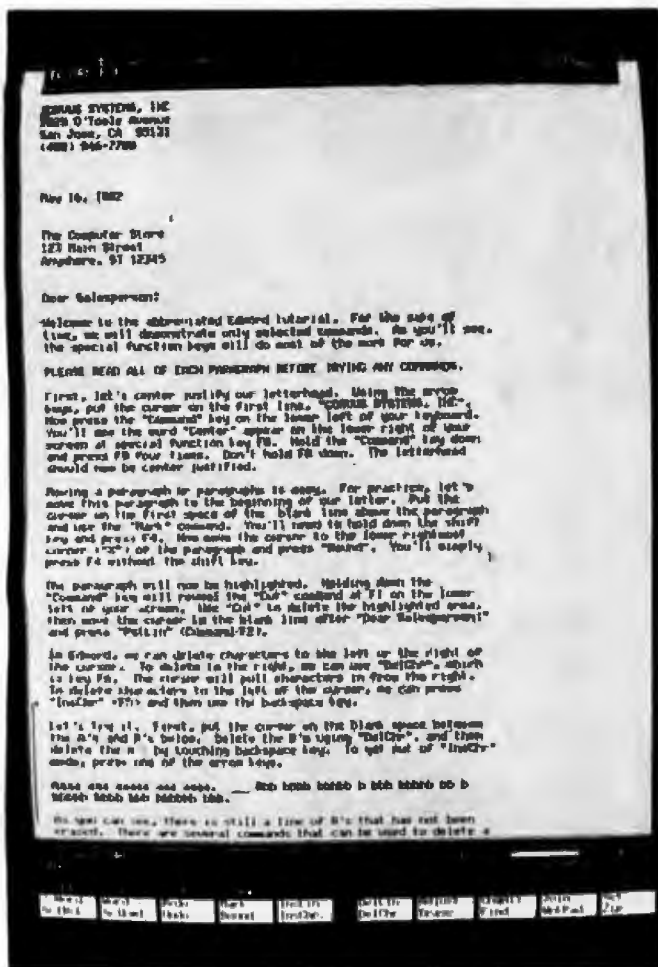 CORVUS SYSTEMS, INC
2029 O'Toole Avenue
San Jose, CA 95131
(408) 946-7700
May 16, 1982
The Computer Store
123 Main Street
Anywhere, ST 12345
Dear Salesperson:
Welcome to the abbreviated Edword tutorial. For the sake of
time, we will demonstrate only selected commands. As you'll see,
the special function keys will do most of the work for us.
PLEASE READ ALL OF EACH PARAGRAPH BEFORE TRYING ANY COMMANDS.
First, let's center justify our letterhead. Using the arrow
keys, put the cursor on the first line, "CORVUS SYSTEMS, INC".
Now press the "Command" key on the lower left of your keyboard.
You'll see the word "Center" appear on the lower right of your
screen at special function key F8. Hold the "Command" key down
and press F8 four times. Don't hold F8 down. The letterhead
should now be center justified.
Moving a paragraph or paragraphs is easy. For practice, let's
move this paragraph to the beginning of our letter. Put the
cursor on the first space of the blank line above the paragraph
and use the "Mark" command. You'll need to hold down the shift
key and press F4. Now move the cursor to the lower rightmost
corner ("X") of the paragraph and press "Bound". You'll simply
press F4 without the shift key.
The paragraph will now be highlighted. Holding down the
"Command" key will reveal the "Cut" command at F1 on the lower
left of your screen. Use "Cut" to delete the highlighted area,
then move the cursor to the blank line after "Dear Salesperson:"
and press (Command-F2).
In Edword, we can delete characters to the left or the right of
the cursor. To delete to the right, we can use "DelChr", which
is key F6. The cursor will pull characters in from the right.
To delete characters to the left of the cursor, we can press
"InsChr" <F5> and then use the backspace key.
Let's try it. First, put the cursor on the blank space between
the A's and B's below. Delete the B's using "DelChr", and then
delete the by touching backspace key. To get out of "InsChr"
mode, press one of the arrow keys.
As you can see, there is still a line of B's that has not been
erased. There are several commands that can be used to delete a
Mark
InsLin
DelLin
InsChr
DelChr
Find